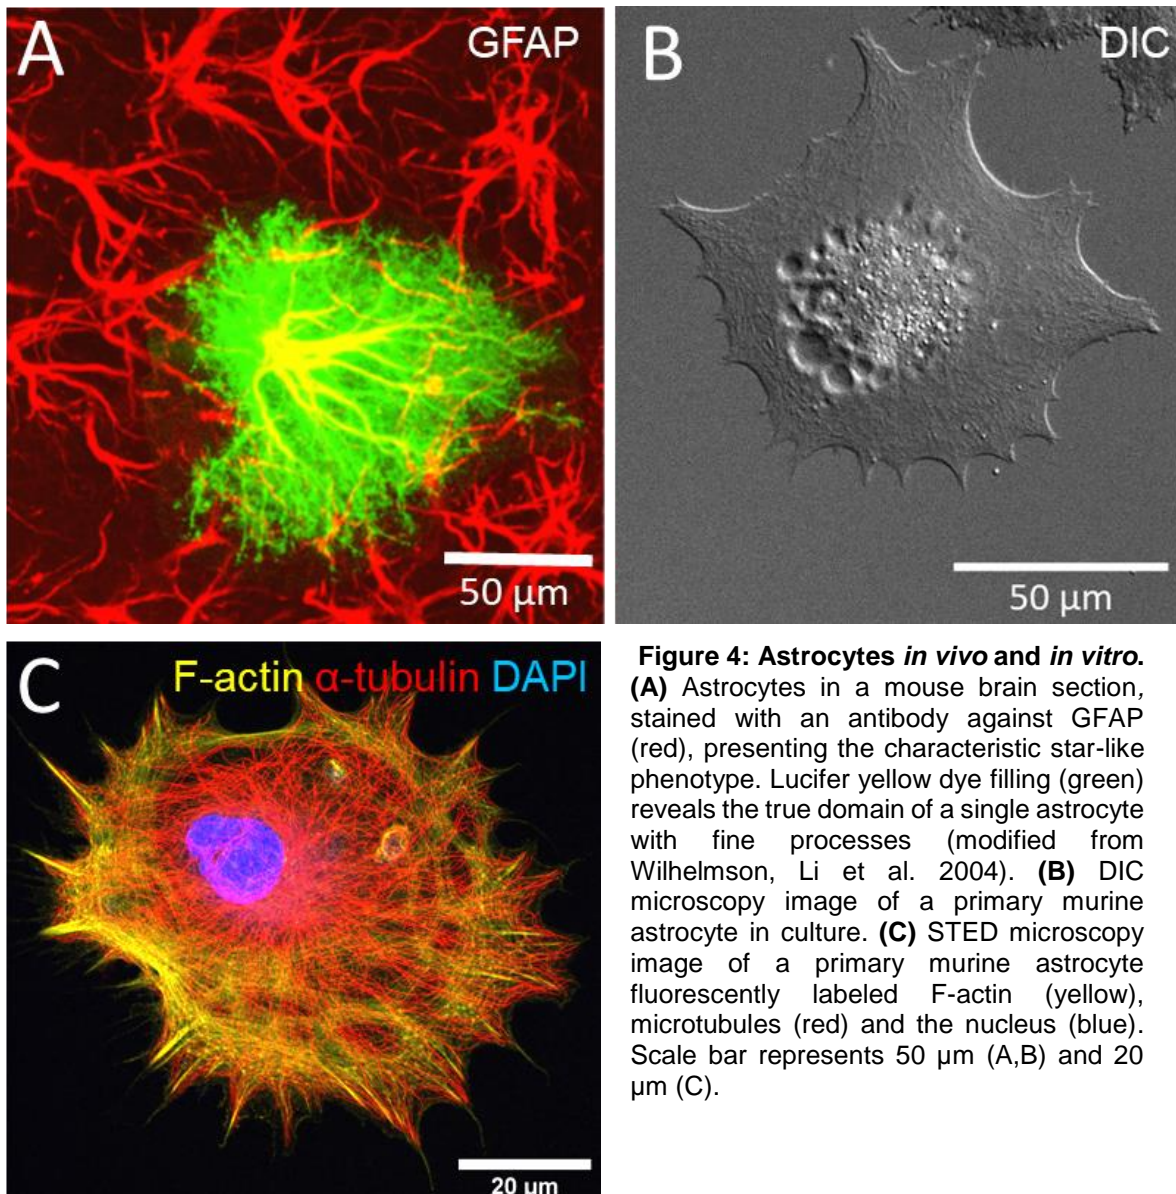 A
GFAP
50 µm
B
DIC
50 µm
C
F-actin α-tubulin DAPI
20 µm
Figure 4: Astrocytes in vivo and in vitro.
(A) Astrocytes in a mouse brain section,
stained with an antibody against GFAP
(red), presenting the characteristic star-like
phenotype. Lucifer yellow dye filling (green)
reveals the true domain of a single astrocyte
with fine processes (modified from
Wilhelmson, Li et al. 2004). (B) DIC
microscopy image of a primary murine
astrocyte in culture. (C) STED microscopy
image of a primary murine astrocyte
fluorescently labeled F-actin (yellow),
microtubules (red) and the nucleus (blue).
Scale bar represents 50 µm (A,B) and 20
µm (C).